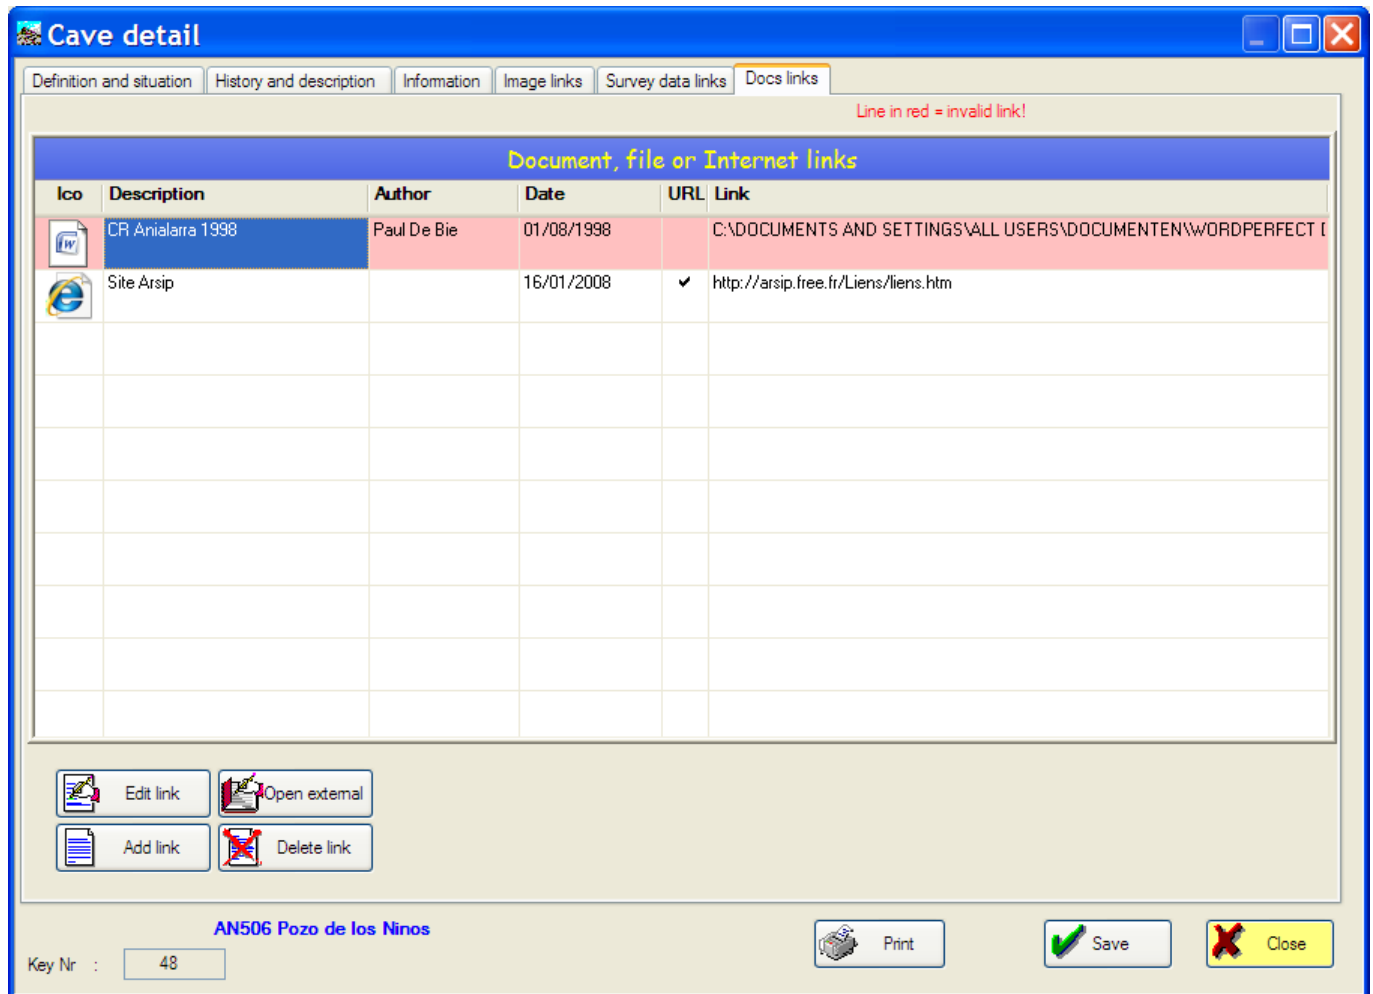 Cave detail
Definition and situation History and description Information Image links Survey data links Docs links
Line in red = invalid link!
Document, file or Internet links
Ico Description Author Date URL Link
CR Anialarra 1998 Paul De Bie 01/08/1998 C:\DOCUMENTS AND SETTINGS\ALL USERS\DOCUMENTEN\WORDPERFECT
Site Arsip 16/01/2008 ✔ http://arsip.free.fr/Liens/liens.htm
Edit link Open external
Add link Delete link
AN506 Pozo de los Ninos
Print Save Close
Key Nr : 48